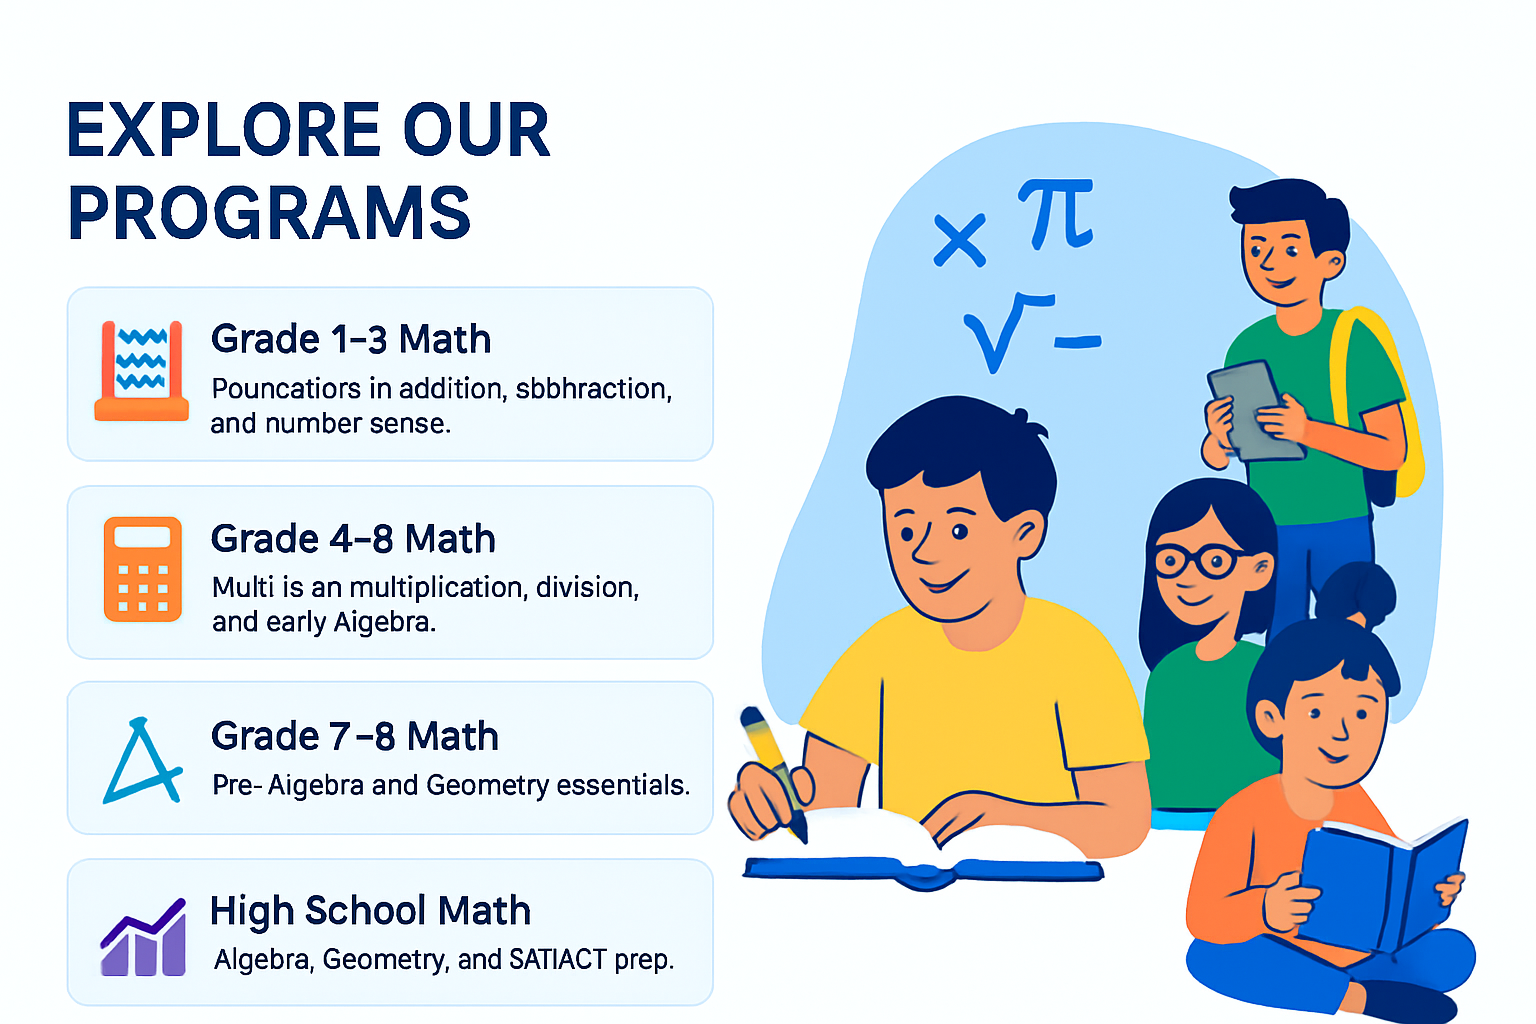 EXPLORE OUR
PROGRAMS
Grade 1–3 Math
Pouncatiors in addition, sbbhraction,
and number sense.
Grade 4–8 Math
Multi is an multiplication, division,
and early Aigebra.
Grade 7–8 Math
Pre-Aigebra and Geometry essentials.
High School Math
Algebra, Geometry, and SATIACT prep.
× π
√ –